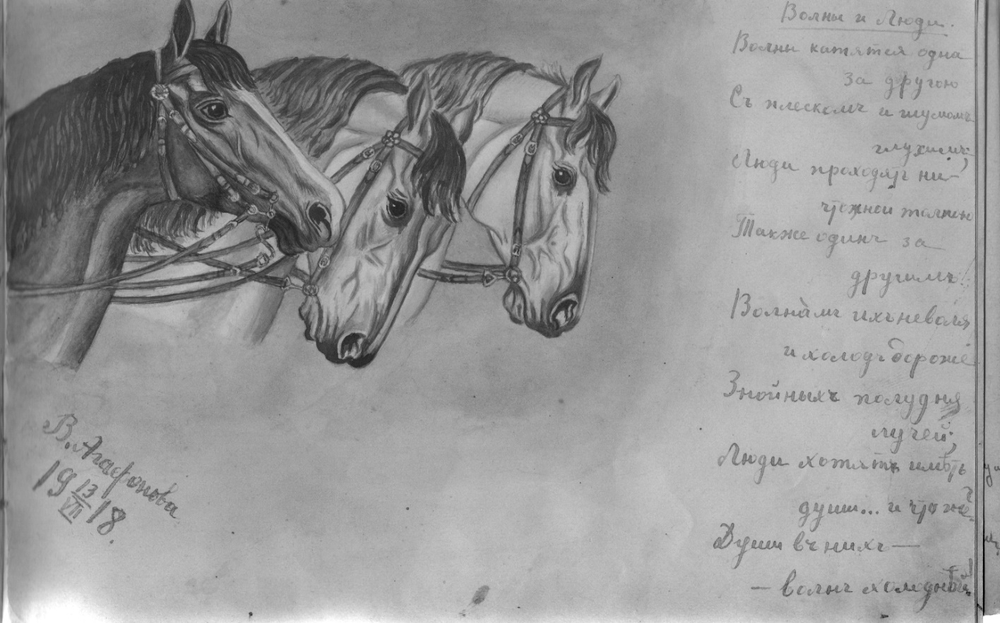 Волны и Люди.
Волны катятся одна
за другою
Съ плескомъ и шумомъ
глухимъ;
Люди проходятъ ни-
чтожной толпою
Также одинъ за
другимъ.
Волнамъ ихъ неволя
и холодъ дороже
Знойныхъ полудня
лучей;
Люди хотятъ имѣть
души... и что же?
Души въ нихъ —
— волнъ холоднѣй!
В. Агафонова
19 13/VII 18.